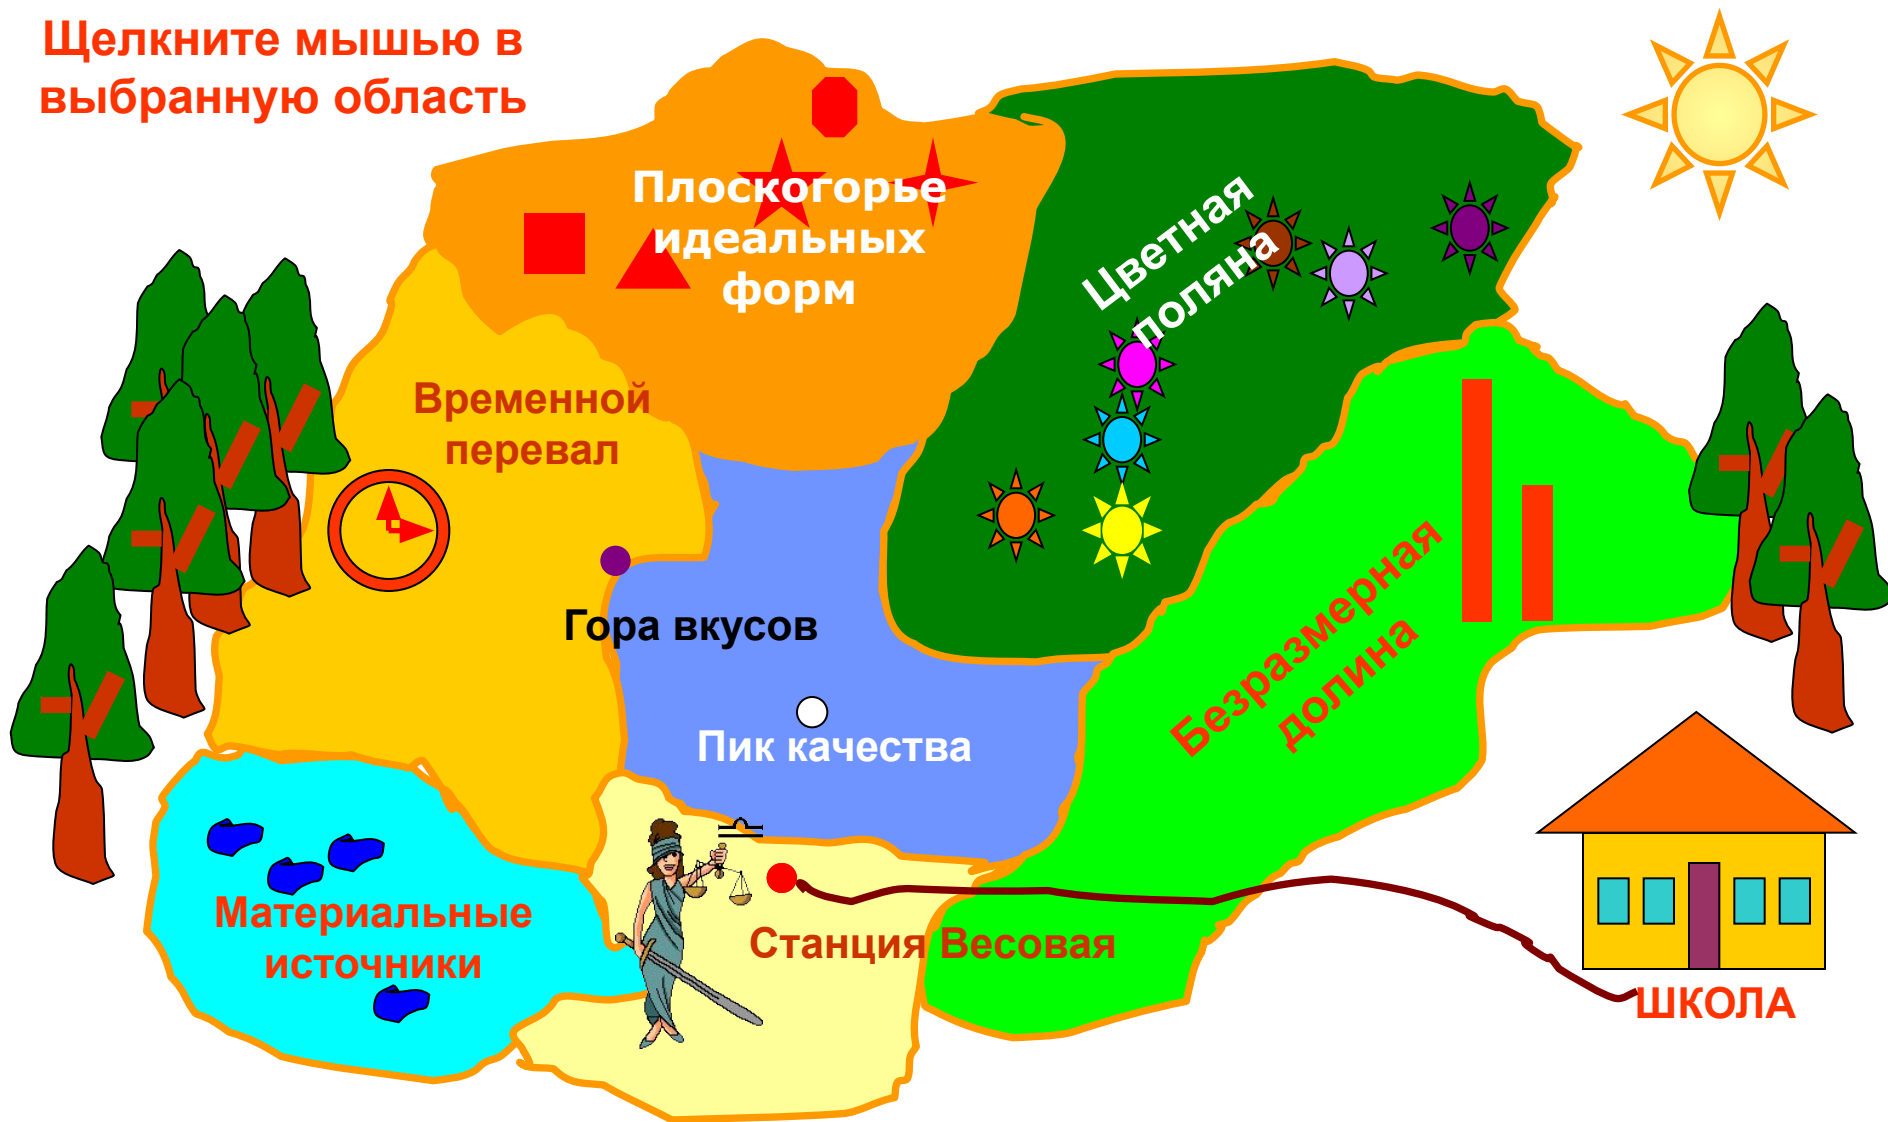 Щелкните мышью в
выбранную область
Плоскогорье
идеальных
форм
Цветная
поляна
Временной
перевал
Безразмерная
долина
Гора вкусов
Пик качества
Материальные
источники
Станция Весовая
ШКОЛА